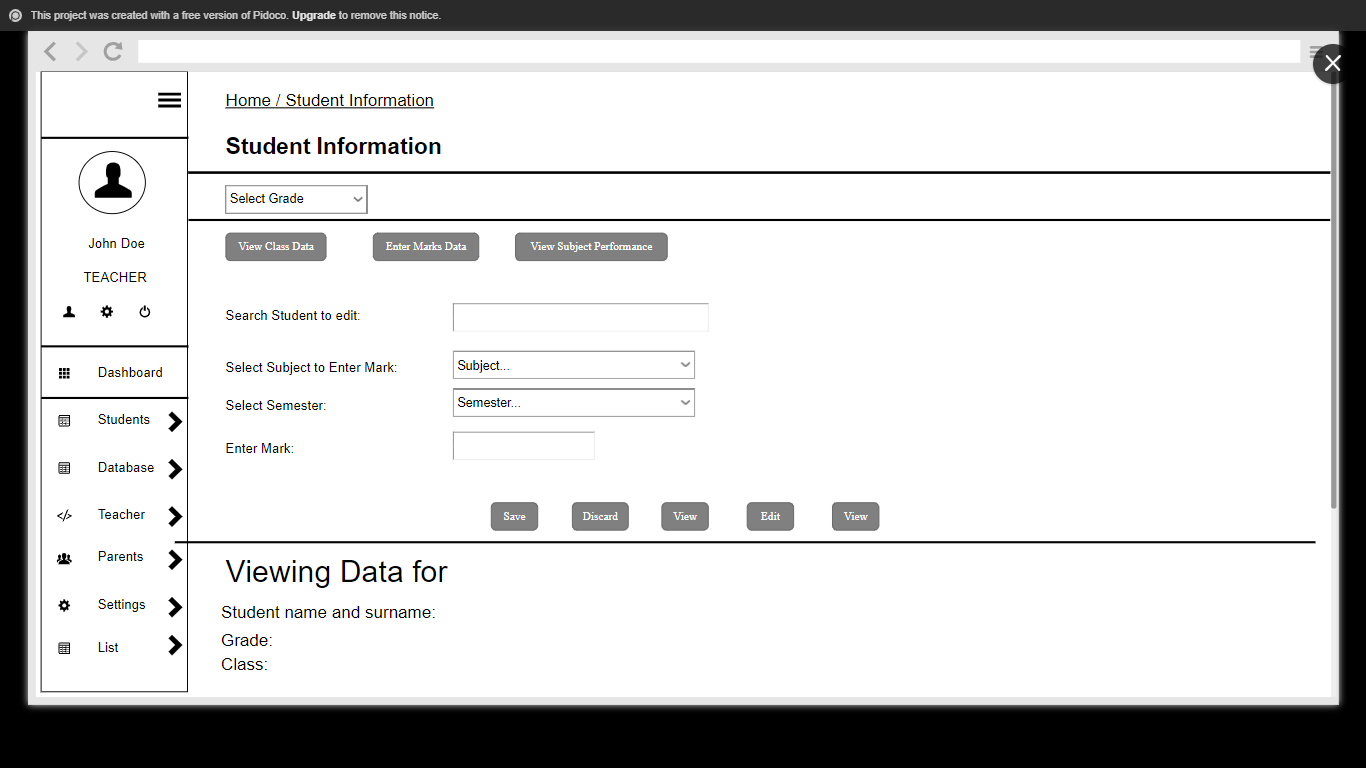 This project was created with a free version of Pidoco. Upgrade to remove this notice.
Home / Student Information
Student Information
Select Grade
John Doe
TEACHER
View Class Data
Enter Marks Data
View Subject Performance
Search Student to edit:
Select Subject to Enter Mark:
Subject...
Select Semester:
Semester...
Enter Mark:
Save
Discard
View
Edit
View
Dashboard
Students
Database
Teacher
Parents
Settings
List
Viewing Data for
Student name and surname:
Grade:
Class: